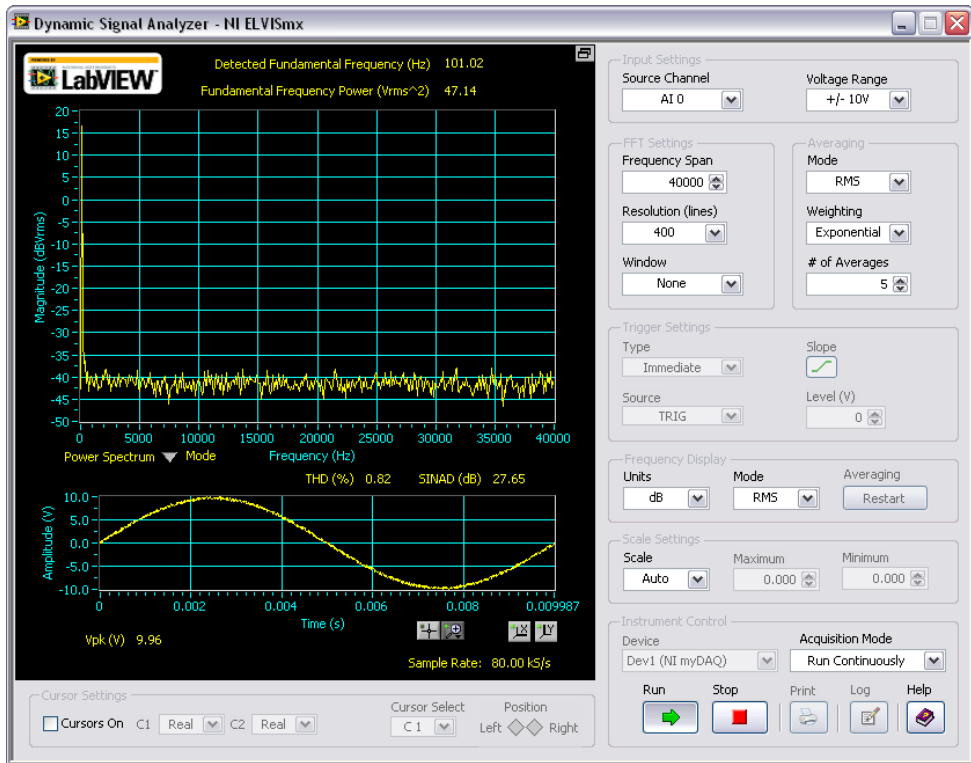 Dynamic Signal Analyzer - NI ELVISmx
LabVIEW
Detected Fundamental Frequency (Hz) 101.02
Fundamental Frequency Power (Vrms^2) 47.14
Magnitude (dBVrms)
20
15
10
5
0
-5
-10
-15
-20
-25
-30
-35
-40
-45
-50
0 5000 10000 15000 20000 25000 30000 35000 40000
Power Spectrum Mode Frequency (Hz)
THD (%) 0.82 SINAD (dB) 27.65
Amplitude (V)
10.0
5.0
0.0
-5.0
-10.0
0 0.002 0.004 0.006 0.008 0.009987
Time (s)
Vpk (V) 9.96
Sample Rate: 80.00 kS/s
Cursor Settings
Cursors On C1 Real C2 Real
Cursor Select Position
C 1 Left Right
Input Settings
Source Channel Voltage Range
AI 0 +/- 10V
FFT Settings
Frequency Span
40000
Resolution (lines)
400
Window
None
Averaging
Mode
RMS
Weighting
Exponential
# of Averages
5
Trigger Settings
Type Slope
Immediate
Source Level (V)
TRIG 0
Frequency Display
Units Mode Averaging
dB RMS Restart
Scale Settings
Scale Maximum Minimum
Auto 0.000 0.000
Instrument Control
Device Acquisition Mode
Dev1 (NI myDAQ) Run Continuously
Run Stop Print Log Help